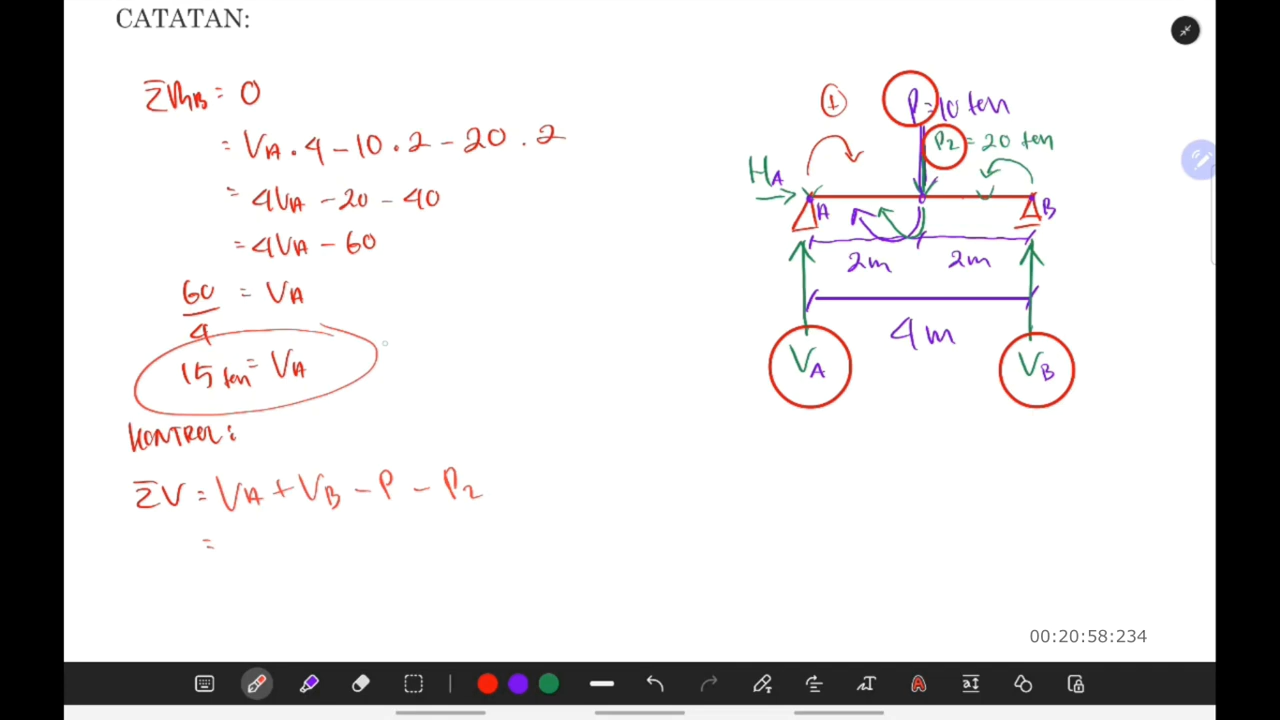 CATATAN:
ΣMB = 0
= VA . 4 - 10 . 2 - 20 . 2
= 4VA - 20 - 40
= 4VA - 60
60/4 = VA
15 ton = VA
KONTROL:
ΣV = VA + VB - P - P2
=
+
P = 10 ton
P2 = 20 ton
HA
A
B
2m
2m
4m
VA
VB
00:20:58:234